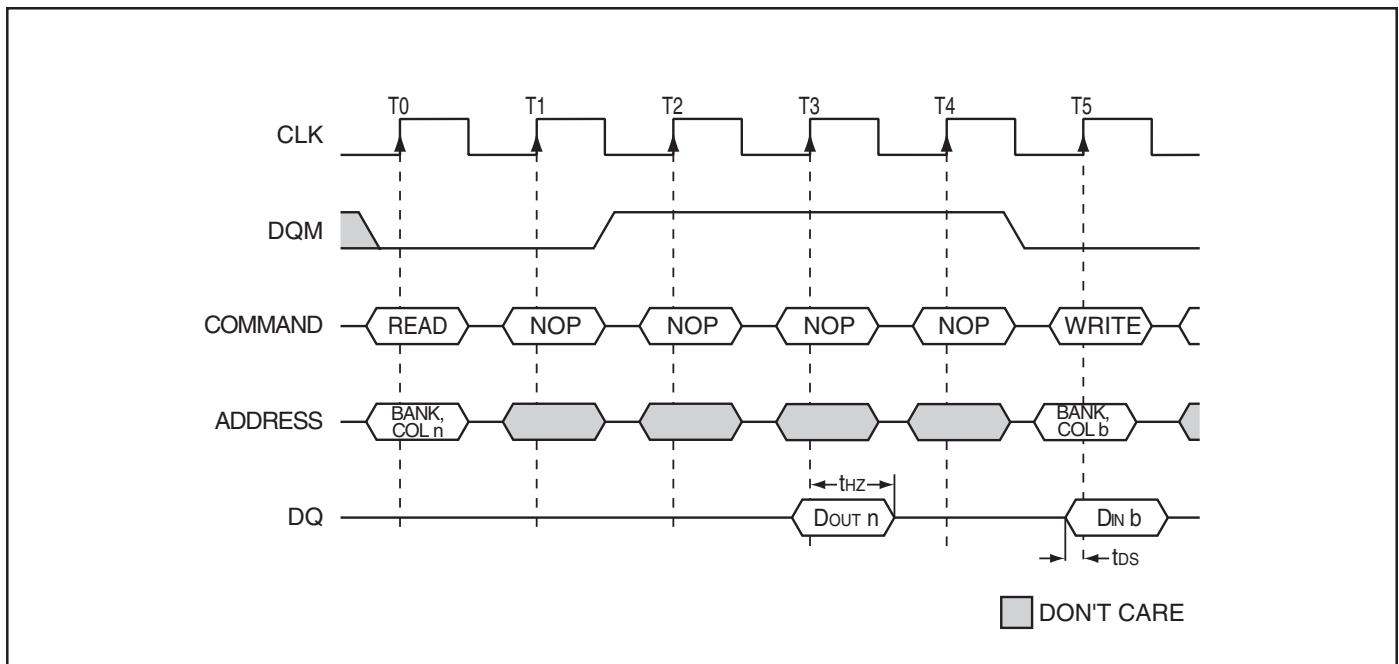 T0 T1 T2 T3 T4 T5
CLK
DQM
COMMAND READ NOP NOP NOP NOP WRITE
ADDRESS BANK, COL n BANK, COL b
tHZ
DQ DOUT n DIN b
tDS
DON'T CARE